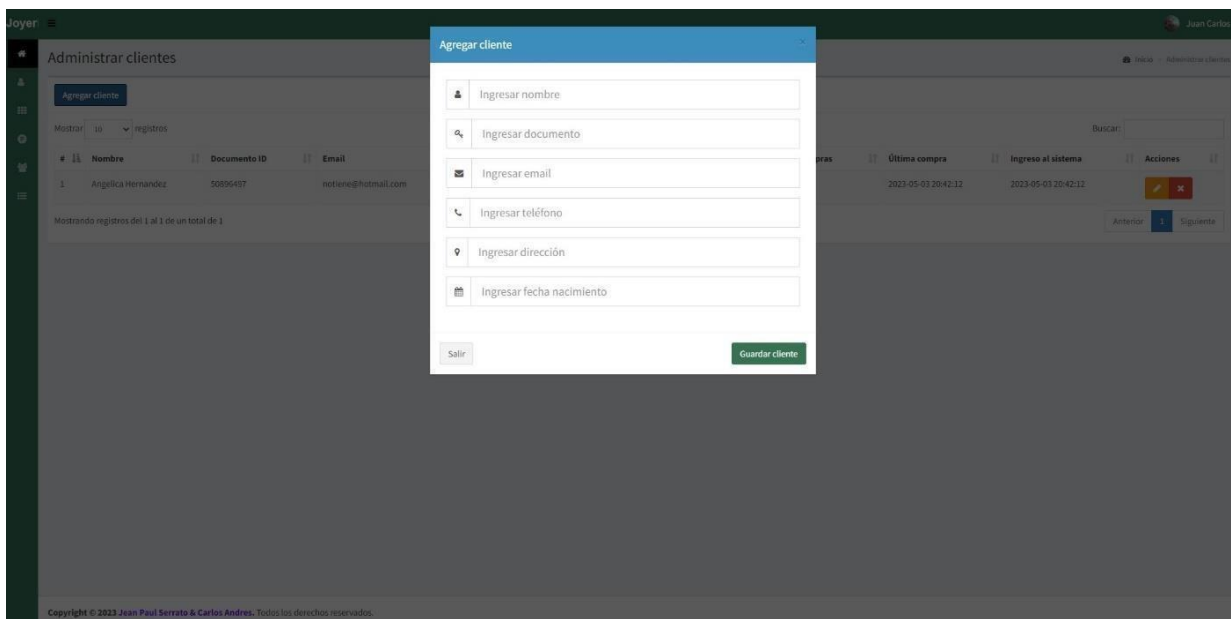 Joyer
Juan Carlos
Administrar clientes
Inicio Administrar clientes
Agregar cliente
Mostrar 10 registros
Buscar:
# Nombre Documento ID Email pras Última compra Ingreso al sistema Acciones
1 Angelica Hernandez notiene@hotmail.com 2023-05-03 20:42:12 2023-05-03 20:42:12
Mostrando registros del 1 al 1 de un total de 1
Anterior 1 Siguiente
Agregar cliente ×
Ingresar nombre
Ingresar documento
Ingresar email
Ingresar teléfono
Ingresar dirección
Ingresar fecha nacimiento
Salir
Guardar cliente
Copyright © 2023 Jean Paul Serrato & Carlos Andres. Todos los derechos reservados.